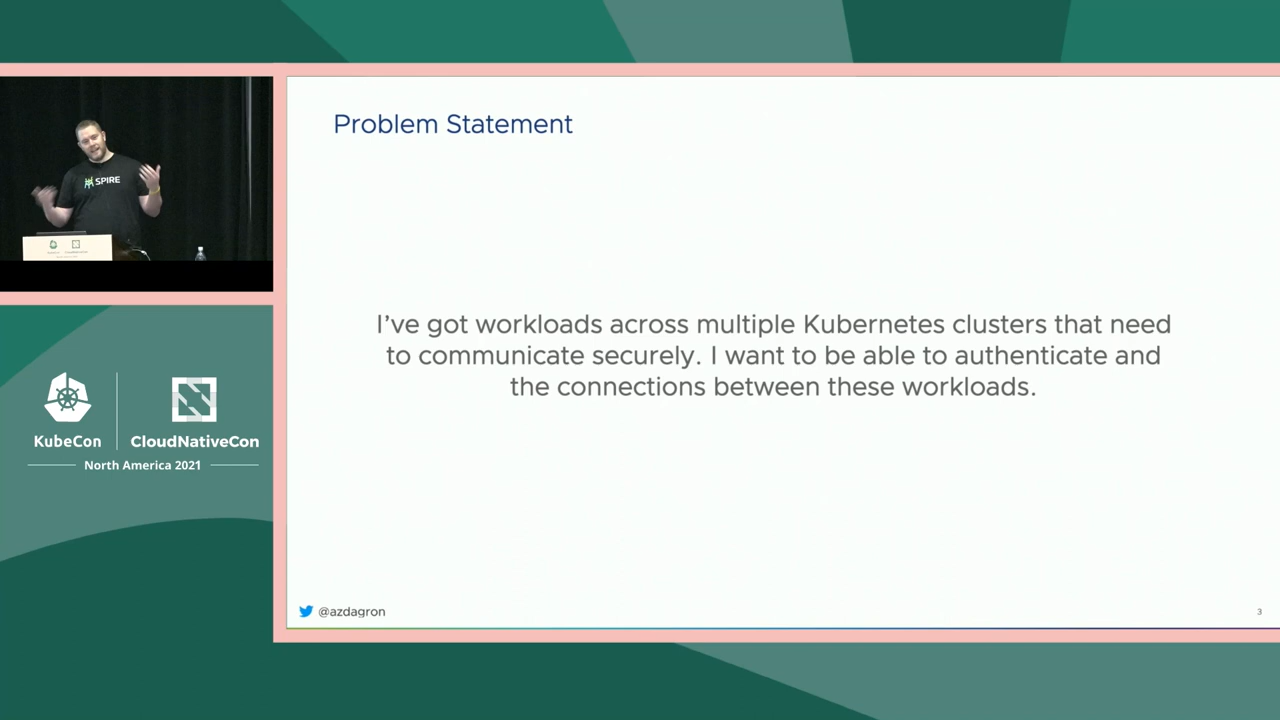 Problem Statement
SPIRE
I’ve got workloads across multiple Kubernetes clusters that need
to communicate securely. I want to be able to authenticate and
the connections between these workloads.
KubeCon
CloudNativeCon
North America 2021
@azdagron
3